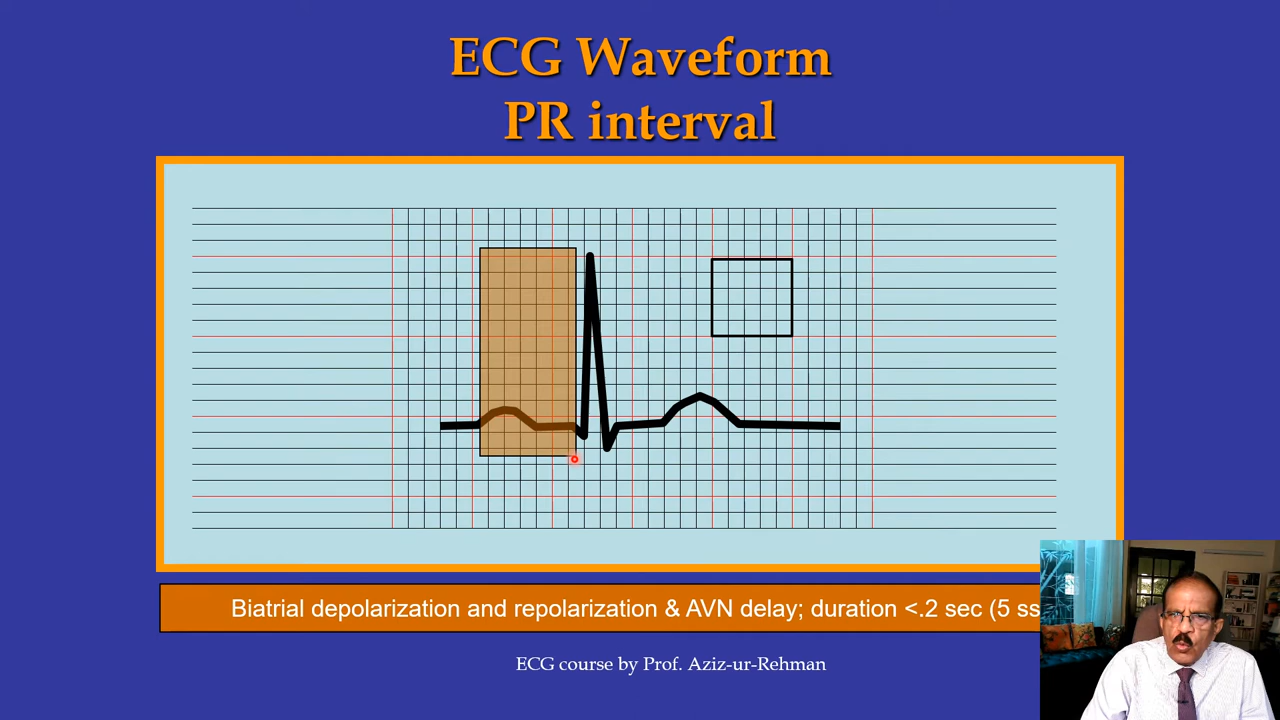 ECG Waveform
PR interval
Biatrial depolarization and repolarization & AVN delay; duration <.2 sec (5 ss
ECG course by Prof. Aziz-ur-Rehman